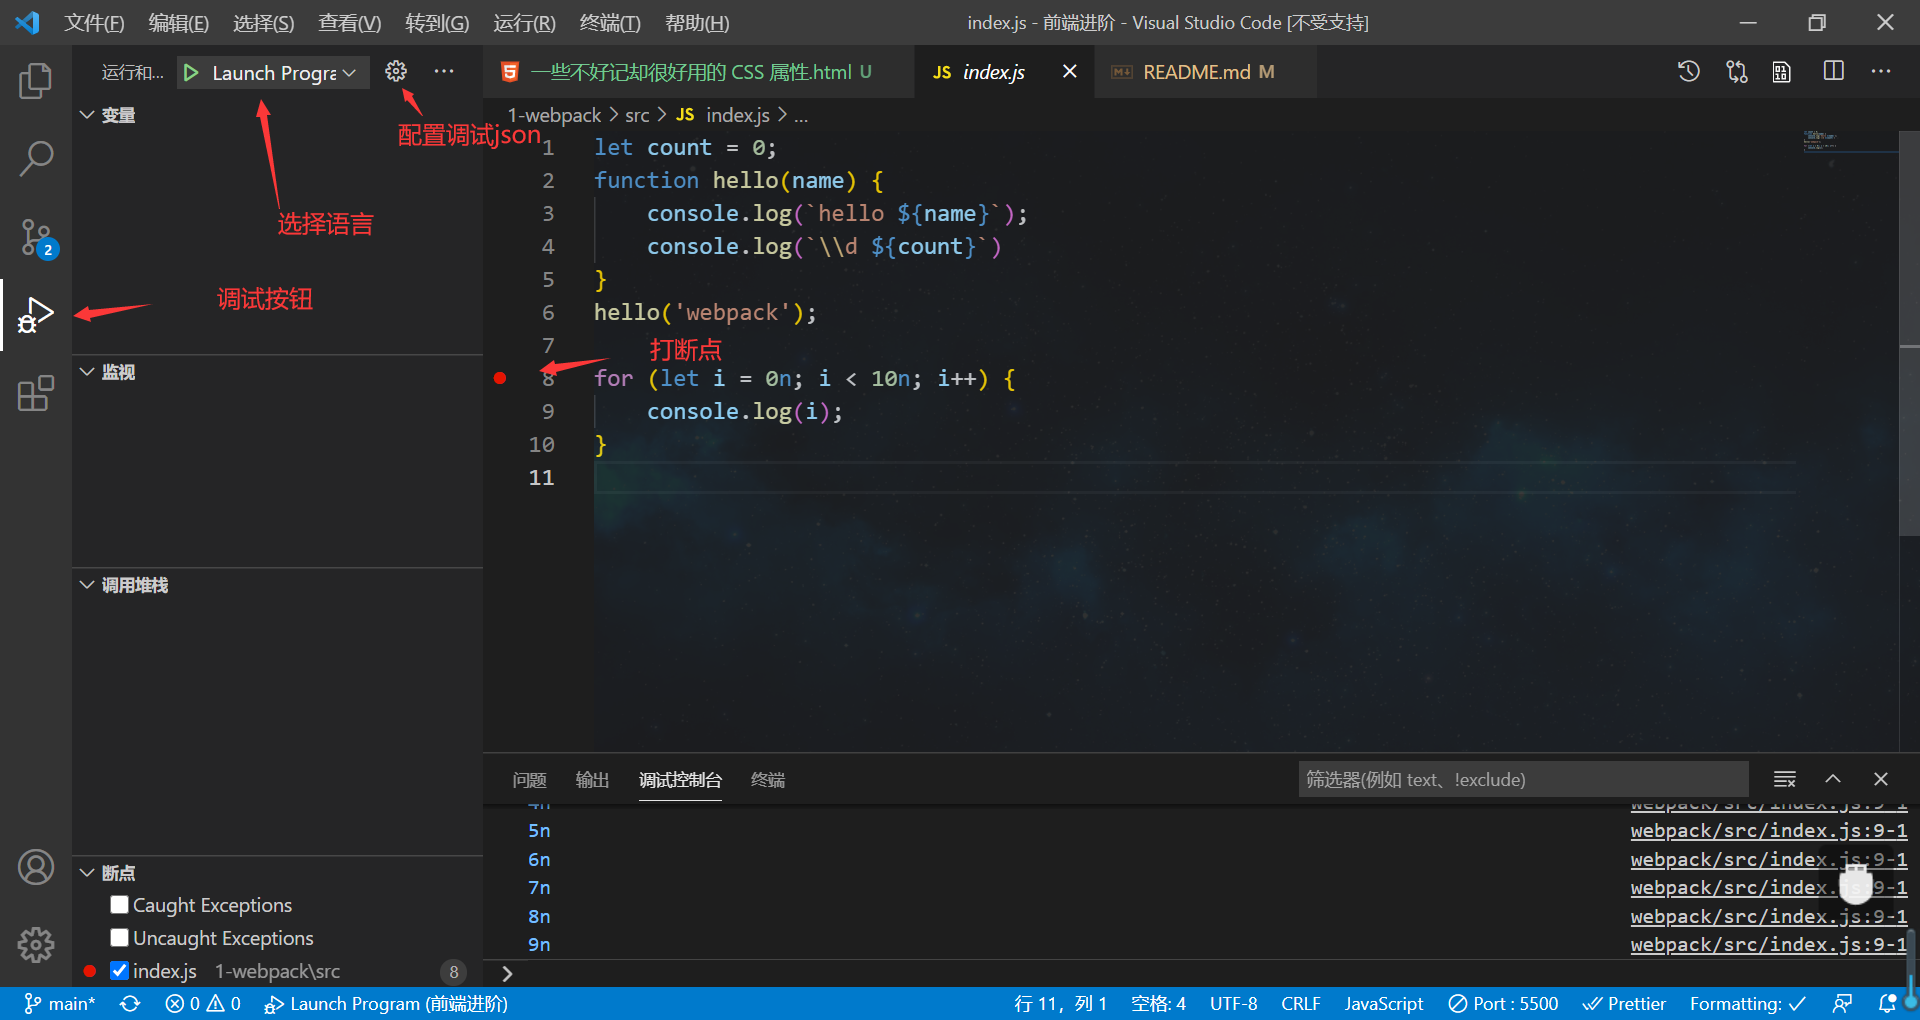 文件(F) 编辑(E) 选择(S) 查看(V) 转到(G) 运行(R) 终端(T) 帮助(H) index.js - 前端进阶 - Visual Studio Code [不受支持]
运行和... Launch Progra
一些不好记却很好用的 CSS 属性.html U JS index.js README.md M
1-webpack > src > JS index.js > ...
变量
配置调试json
选择语言
调试按钮
打断点
1 let count = 0;
2 function hello(name) {
3 console.log(`hello ${name}`);
4 console.log(`\\d ${count}`)
5 }
6 hello('webpack');
7
8 for (let i = 0n; i < 10n; i++) {
9 console.log(i);
10 }
11
2
监视
调用堆栈
断点
Caught Exceptions
Uncaught Exceptions
index.js 1-webpack\src 8
问题 输出 调试控制台 终端 筛选器(例如 text、!exclude)
4n webpack/src/index.js:9-1
5n webpack/src/index.js:9-1
6n webpack/src/index.js:9-1
7n webpack/src/index.js:9-1
8n webpack/src/index.js:9-1
9n webpack/src/index.js:9-1
>
main* 0 0 Launch Program (前端进阶) 行 11，列 1 空格: 4 UTF-8 CRLF JavaScript Port : 5500 Prettier Formatting: ✓